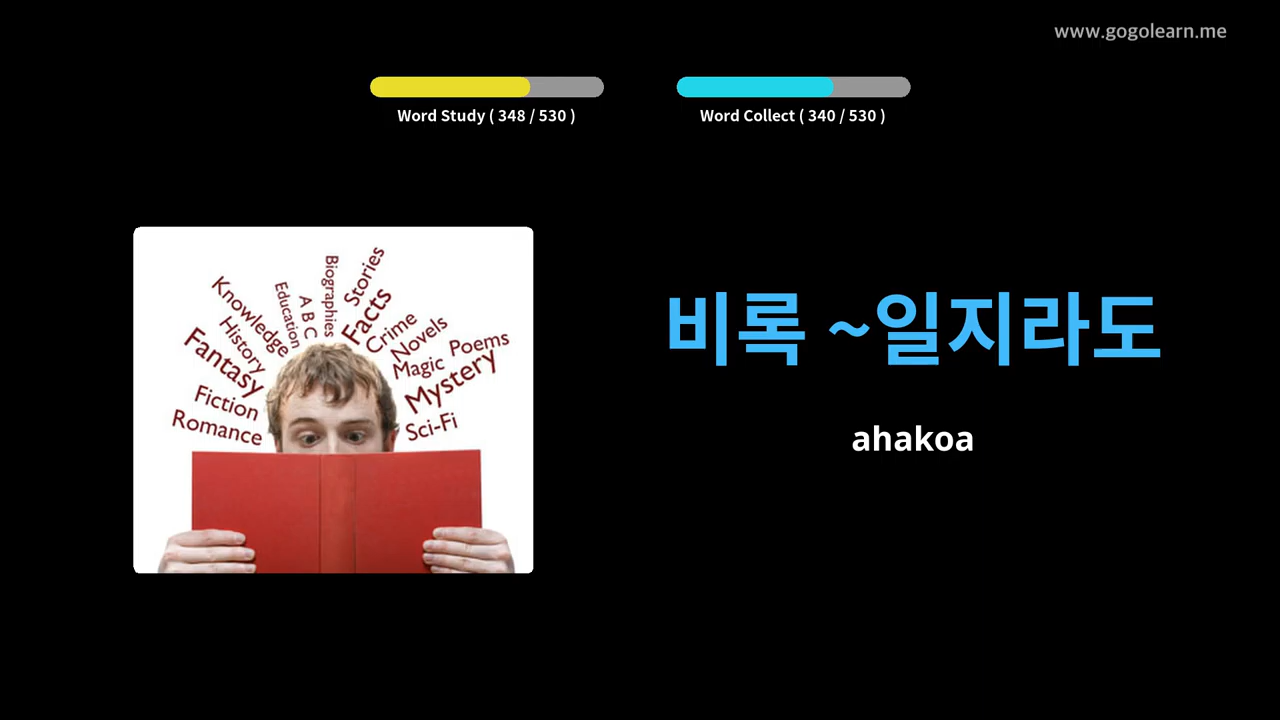 www.gogolearn.me
Word Study ( 348 / 530 )
Word Collect ( 340 / 530 )
Knowledge
History
Fantasy
Fiction
Romance
Education
A B C
Biographies
Stories
Facts
Crime
Novels
Magic
Poems
Mystery
Sci-Fi
비록 ~일지라도
ahakoa